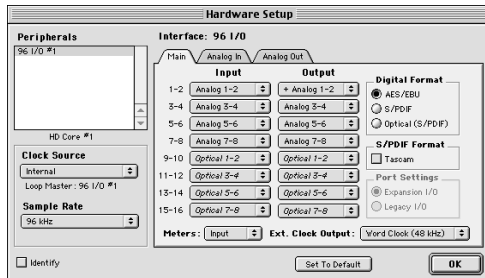 Hardware Setup
Peripherals
96 I/O #1
HD Core #1
Clock Source
Internal
Loop Master : 96 I/O #1
Sample Rate
96 kHz
Identify
Interface: 96 I/O
Main
Analog In
Analog Out
Input
Output
1-2 Analog 1-2 + Analog 1-2
3-4 Analog 3-4 Analog 3-4
5-6 Analog 5-6 Analog 5-6
7-8 Analog 7-8 Analog 7-8
9-10 Optical 1-2 Optical 1-2
11-12 Optical 3-4 Optical 3-4
13-14 Optical 5-6 Optical 5-6
15-16 Optical 7-8 Optical 7-8
Meters: Input
Ext. Clock Output: Word Clock (48 kHz)
Digital Format
AES/EBU
S/PDIF
Optical (S/PDIF)
S/PDIF Format
Tascam
Port Settings
Expansion I/O
Legacy I/O
Set To Default
OK